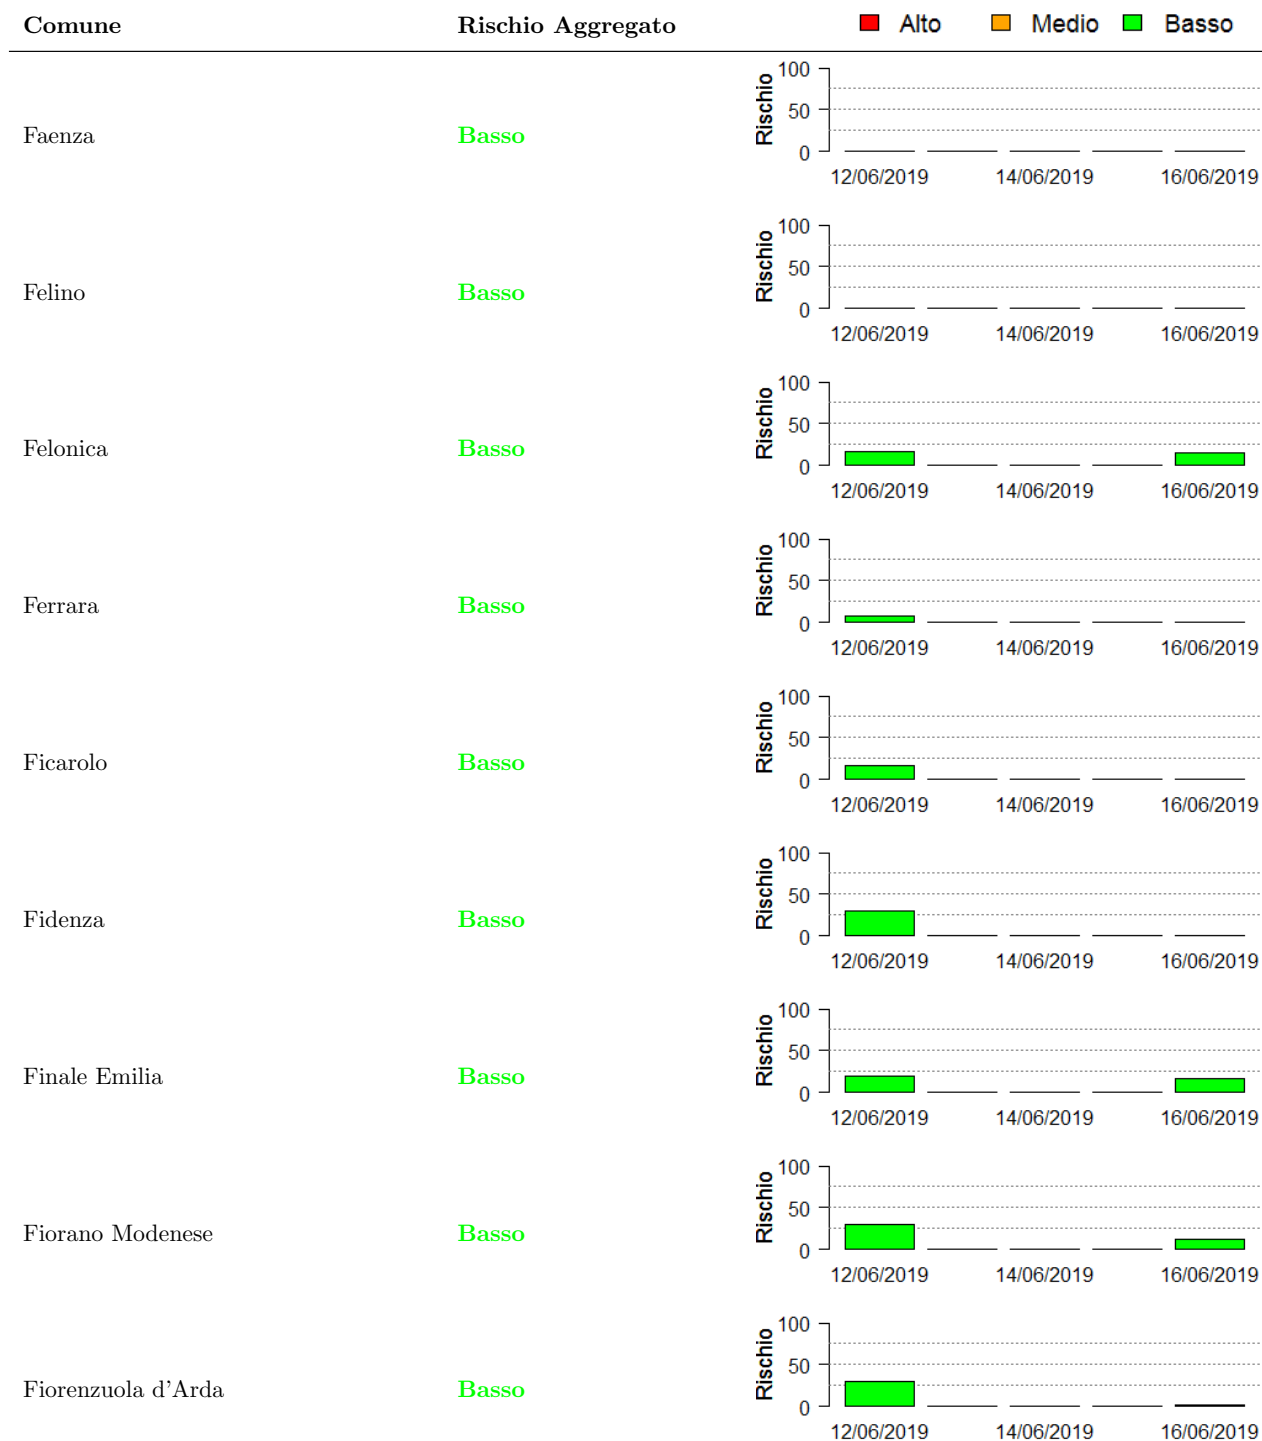 Comune Rischio Aggregato Alto Medio Basso
Faenza Basso Rischio 100 50 0
12/06/2019 14/06/2019 16/06/2019
Felino Basso Rischio 100 50 0
12/06/2019 14/06/2019 16/06/2019
Felonica Basso Rischio 100 50 0
12/06/2019 14/06/2019 16/06/2019
Ferrara Basso Rischio 100 50 0
12/06/2019 14/06/2019 16/06/2019
Ficarolo Basso Rischio 100 50 0
12/06/2019 14/06/2019 16/06/2019
Fidenza Basso Rischio 100 50 0
12/06/2019 14/06/2019 16/06/2019
Finale Emilia Basso Rischio 100 50 0
12/06/2019 14/06/2019 16/06/2019
Fiorano Modenese Basso Rischio 100 50 0
12/06/2019 14/06/2019 16/06/2019
Fiorenzuola d'Arda Basso Rischio 100 50 0
12/06/2019 14/06/2019 16/06/2019